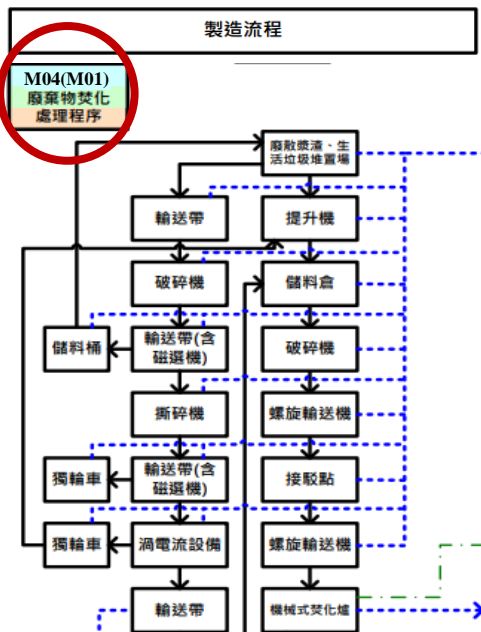 製造流程
M04(M01)
廢棄物焚化
處理程序
廢散漿渣、生
活垃圾堆置場
輸送帶
提升機
破碎機
儲料倉
儲料桶
輸送帶(含
磁選機)
破碎機
撕碎機
螺旋輸送機
獨輪車
輸送帶(含
磁選機)
接駁點
獨輪車
渦電流設備
螺旋輸送機
輸送帶
機械式焚化爐